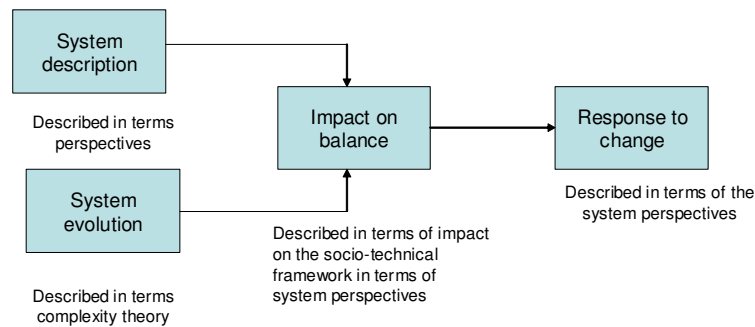 System
description
Described in terms
perspectives
System
evolution
Described in terms
complexity theory
Impact on
balance
Described in terms of impact
on the socio-technical
framework in terms of
system perspectives
Response to
change
Described in terms of the
system perspectives